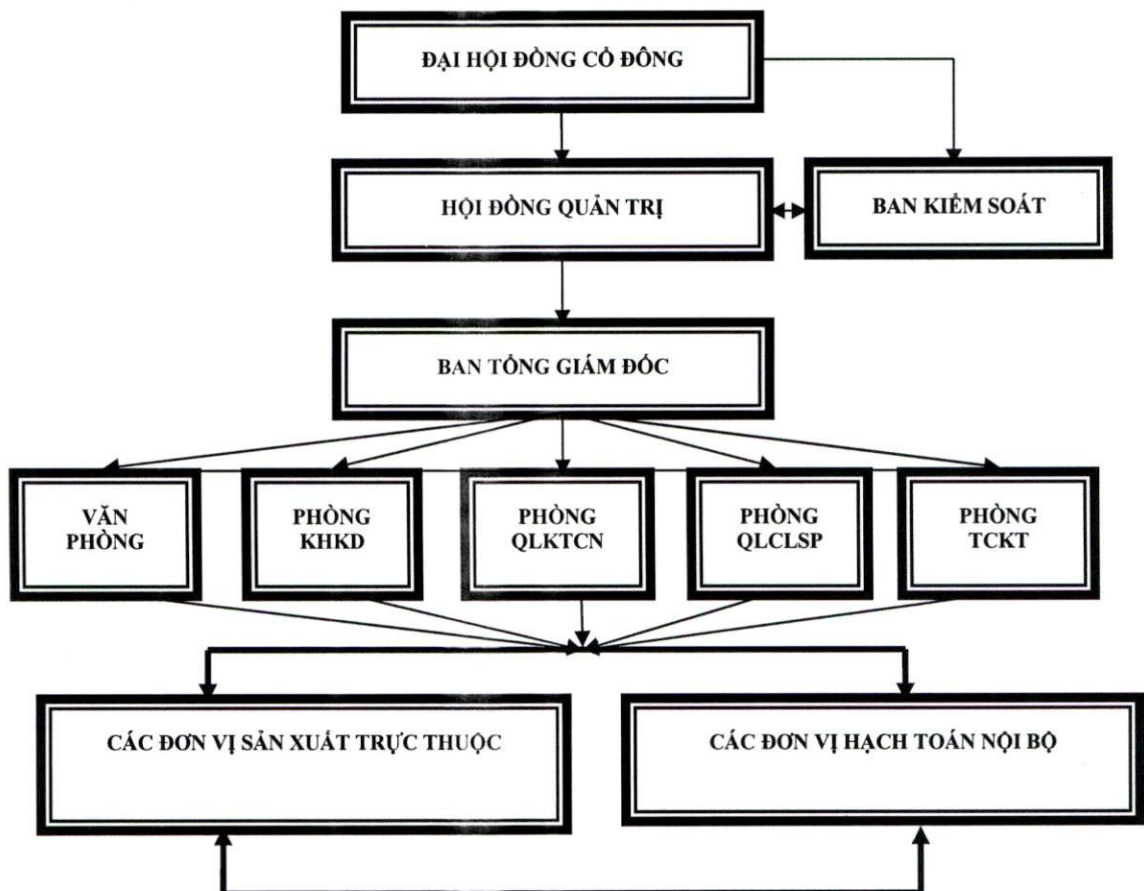 ĐẠI HỘI ĐỒNG CỔ ĐÔNG
HỘI ĐỒNG QUẢN TRỊ
BAN KIỂM SOÁT
BAN TỔNG GIÁM ĐỐC
VĂN
PHÒNG
PHÒNG
KHKD
PHÒNG
QLKTCN
PHÒNG
QLCLSP
PHÒNG
TCKT
CÁC ĐƠN VỊ SẢN XUẤT TRỰC THUỘC
CÁC ĐƠN VỊ HẠCH TOÁN NỘI BỘ